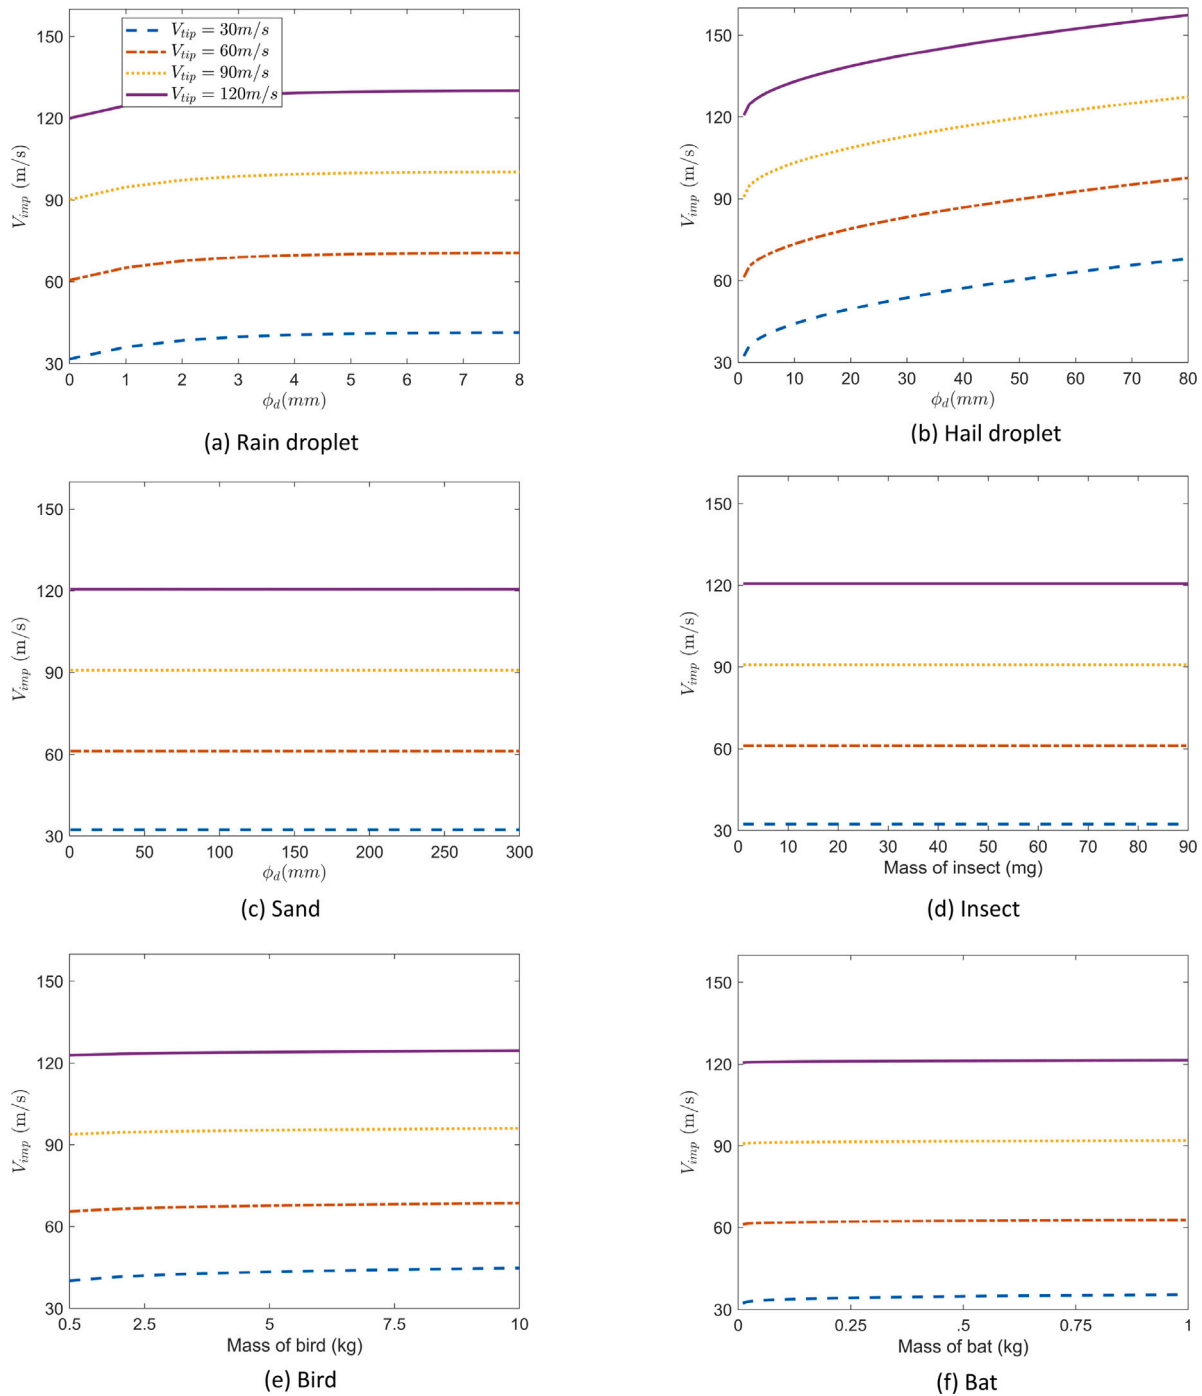 V_tip = 30m/s
V_tip = 60m/s
V_tip = 90m/s
V_tip = 120m/s
150
120
90
60
30
V_imp (m/s)
0 1 2 3 4 5 6 7 8
ϕ_d(mm)
(a) Rain droplet
150
120
90
60
30
V_imp (m/s)
0 10 20 30 40 50 60 70 80
ϕ_d(mm)
(b) Hail droplet
150
120
90
60
30
V_imp (m/s)
0 50 100 150 200 250 300
ϕ_d(mm)
(c) Sand
150
120
90
60
30
V_imp (m/s)
0 10 20 30 40 50 60 70 80 90
Mass of insect (mg)
(d) Insect
150
120
90
60
30
V_imp (m/s)
0.5 2.5 5 7.5 10
Mass of bird (kg)
(e) Bird
150
120
90
60
30
V_imp (m/s)
0 0.25 .5 0.75 1
Mass of bat (kg)
(f) Bat